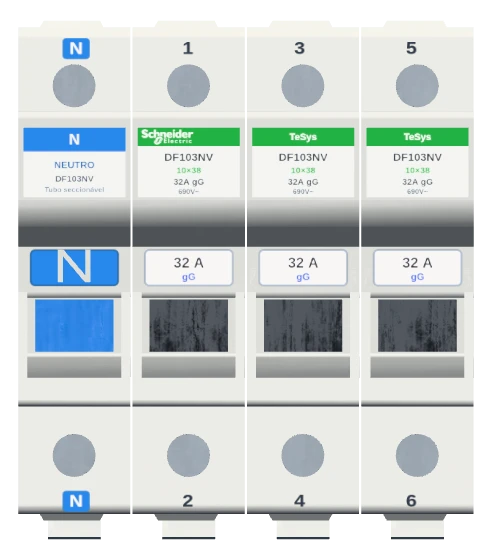 N 1 3 5
N
NEUTRO
DF103NV
Tubo seccionável
Schneider
Electric
DF103NV
10×38
32A gG
690V~
TeSys
DF103NV
10×38
32A gG
690V~
TeSys
DF103NV
10×38
32A gG
690V~
N
32 A
gG
32 A
gG
32 A
gG
N 2 4 6